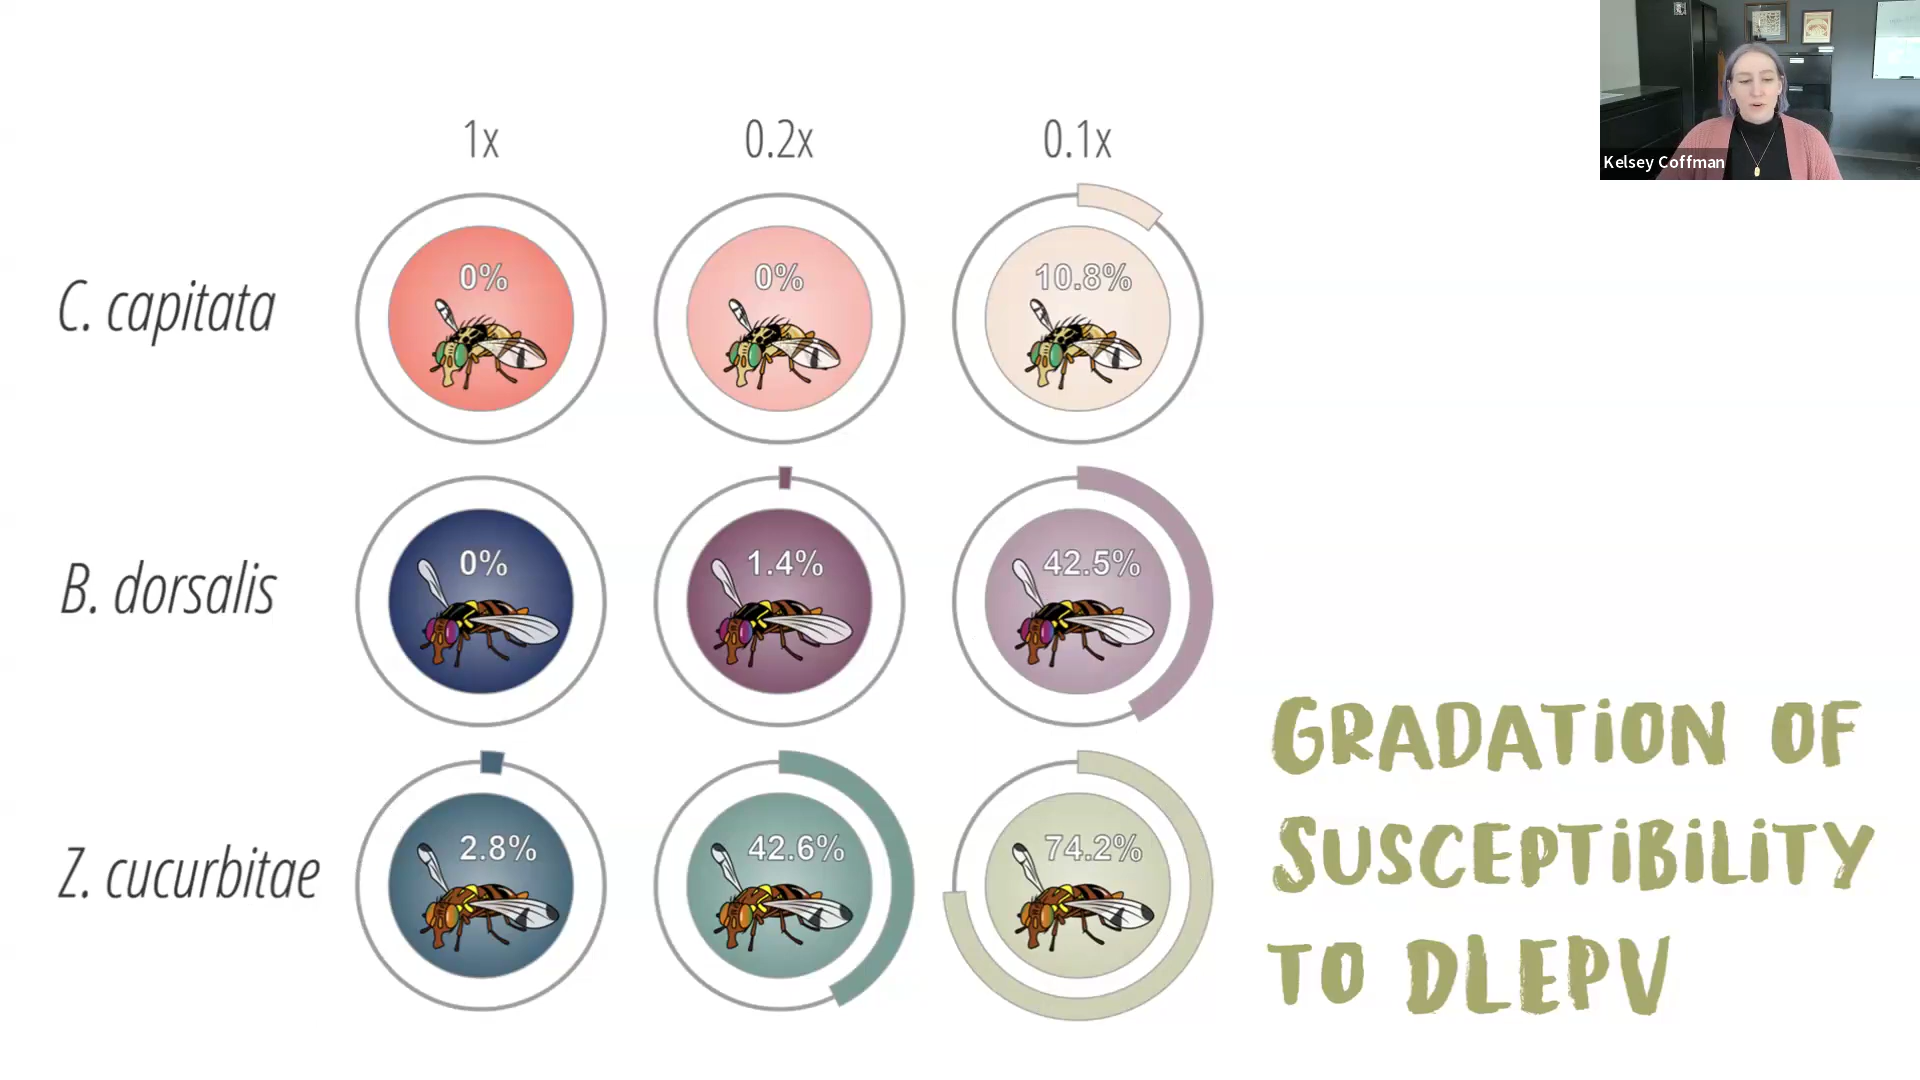 1x 0.2x 0.1x
C. capitata 0% 0% 10.8%
B. dorsalis 0% 1.4% 42.5%
Z. cucurbitae 2.8% 42.6% 74.2%
GRADATION OF
SUSCEPTIBILITY
TO DLEPV
Kelsey Coffman